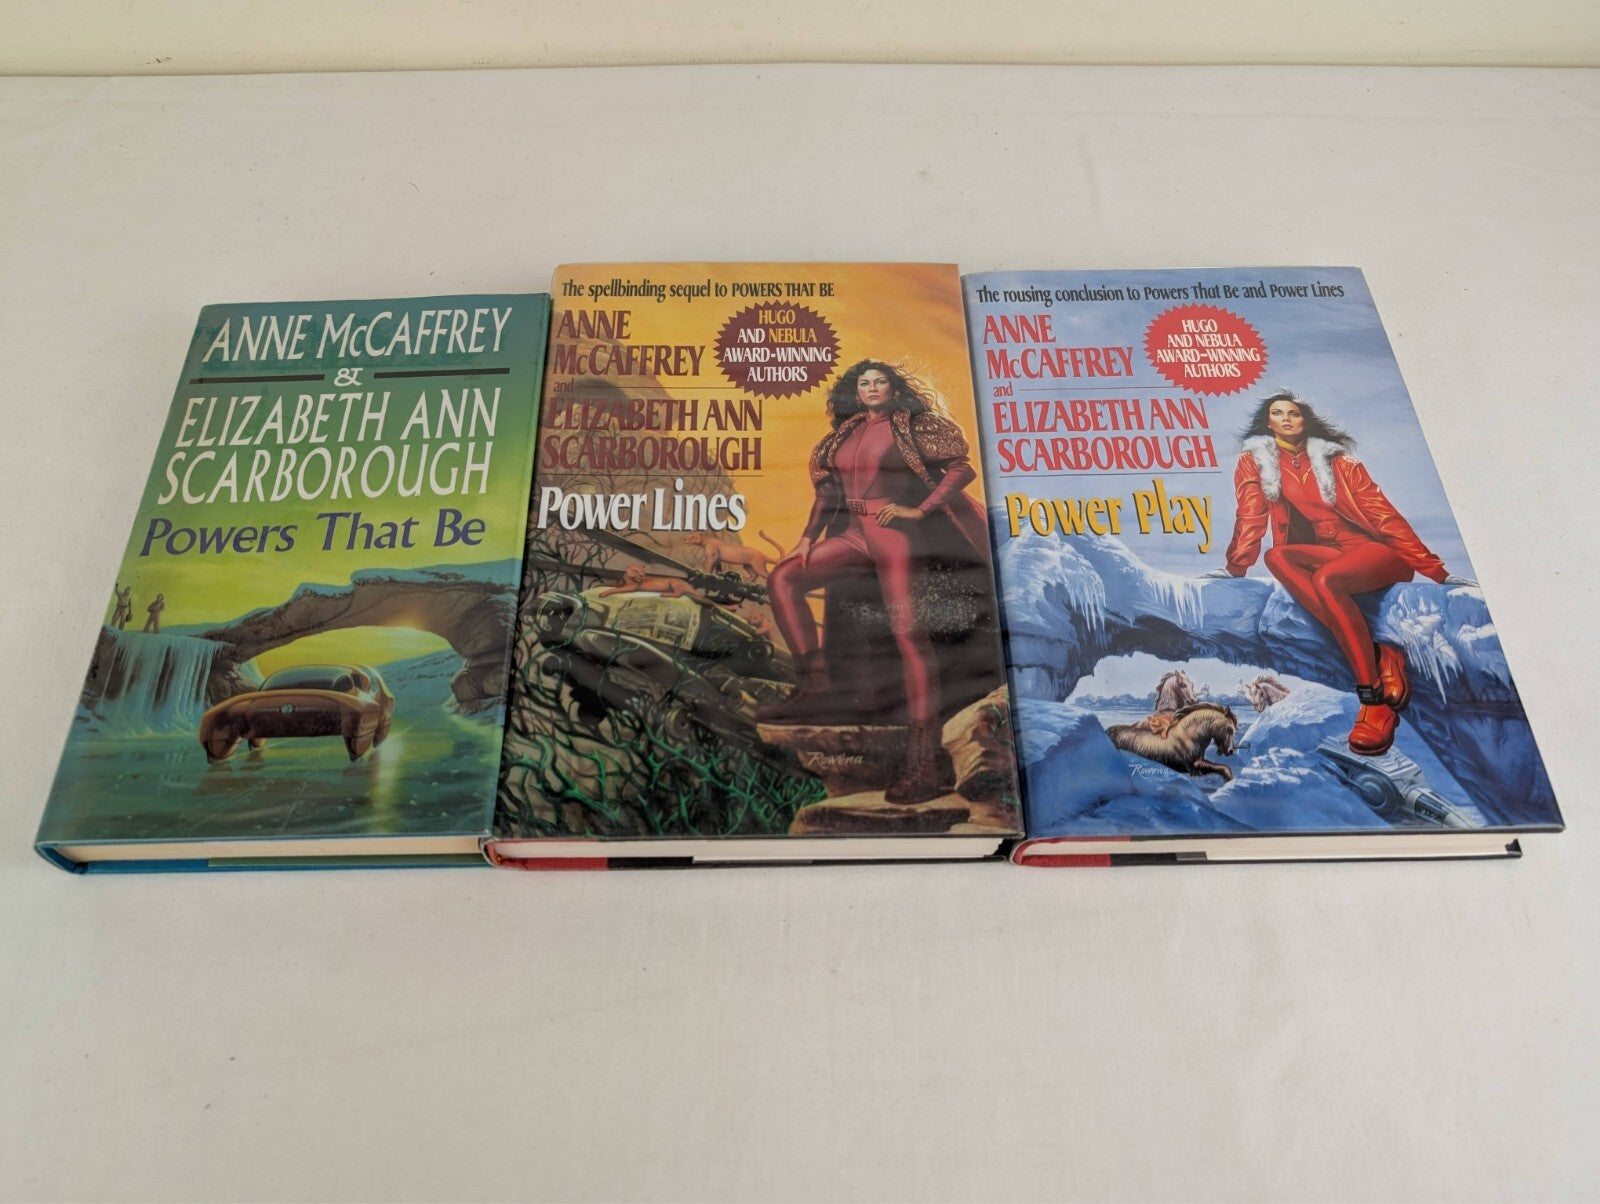 ANNE McCAFFREY
&
ELIZABETH ANN
SCARBOROUGH
Powers That Be
The spellbinding sequel to POWERS THAT BE
ANNE
McCAFFREY
and
ELIZABETH ANN
SCARBOROUGH
Power Lines
HUGO
AND NEBULA
AWARD-WINNING
AUTHORS
Rowena
The rousing conclusion to POWERS THAT BE and POWER LINES
ANNE
McCAFFREY
and
ELIZABETH ANN
SCARBOROUGH
Power Play
HUGO
AND NEBULA
AWARD-WINNING
AUTHORS
Rowena